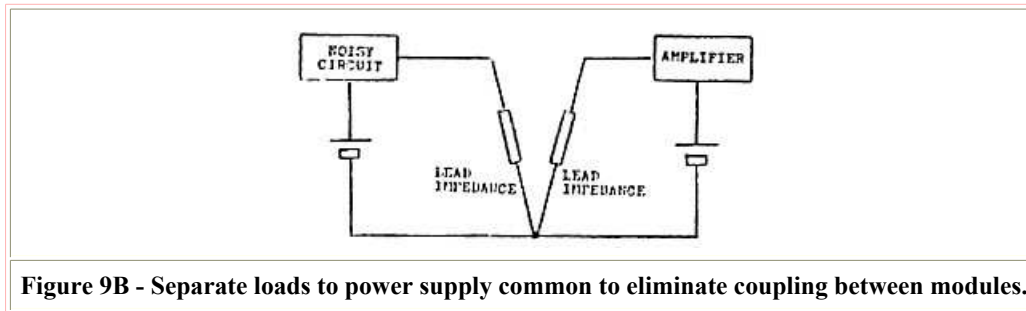 NOISY
CIRCUIT
AMPLIFIER
LEAD
IMPEDANCE
LEAD
IMPEDANCE
Figure 9B - Separate loads to power supply common to eliminate coupling between modules.